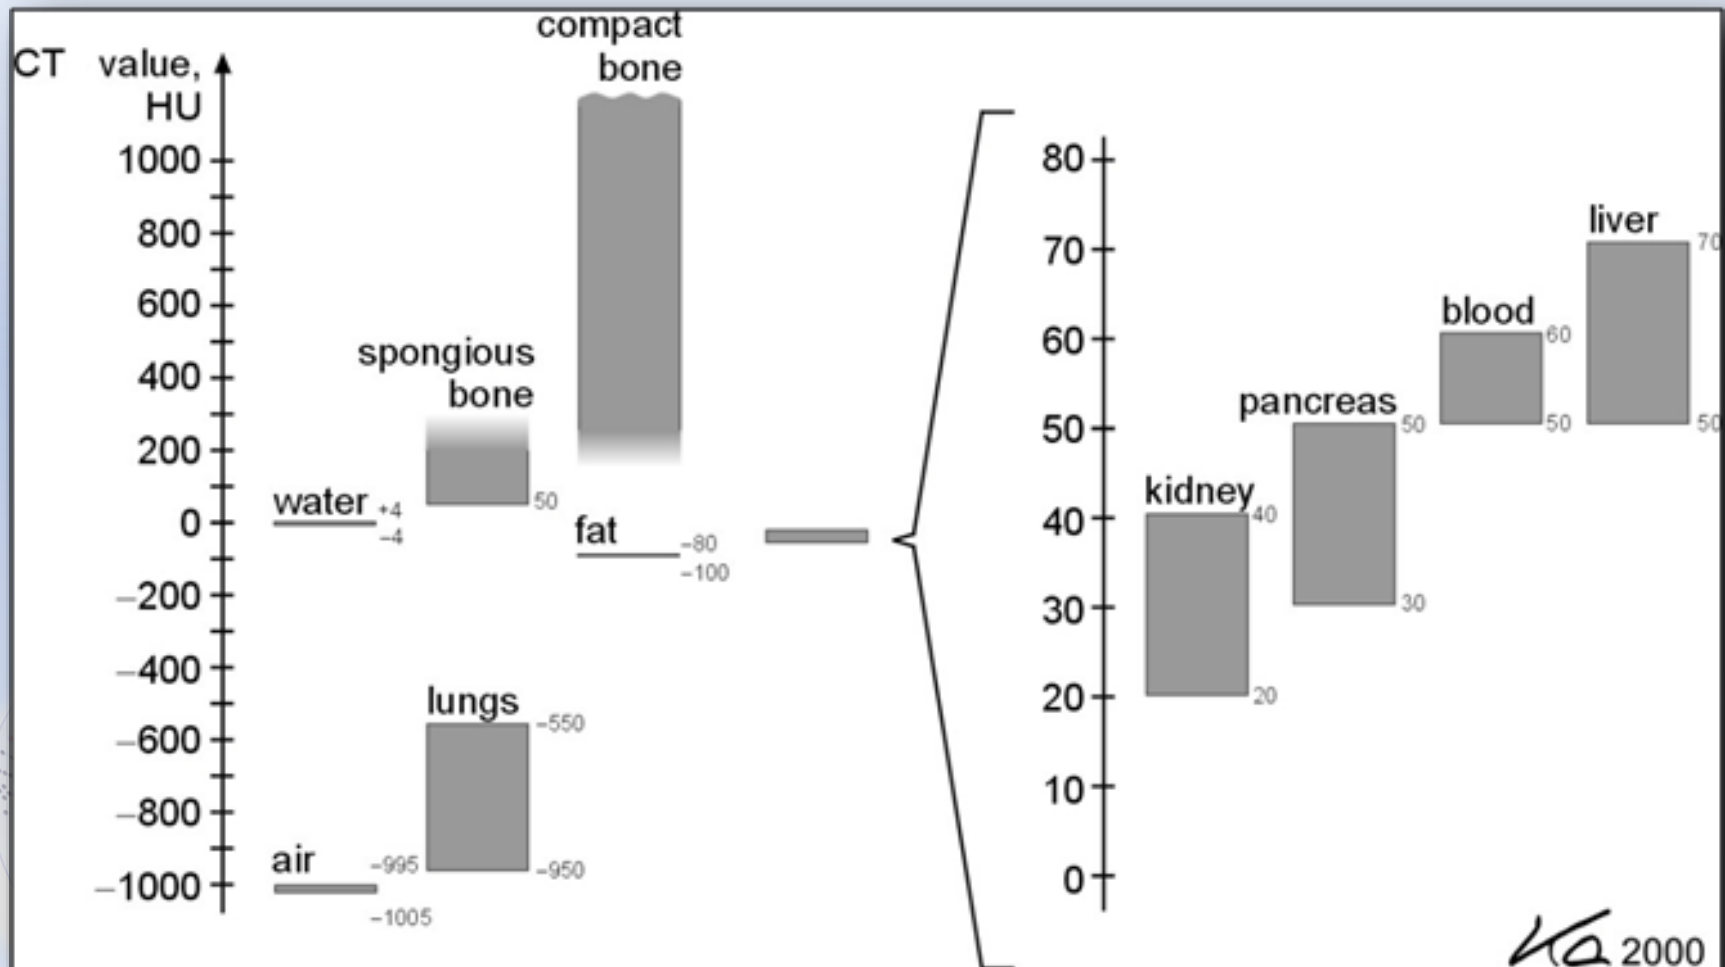 CT value,
HU
1000
800
600
400
200
0
−200
−400
−600
−800
−1000
compact
bone
spongious
bone
50
water +4
−4
fat
−80
−100
lungs
−550
−950
air
−995
−1005
80
70
60
50
40
30
20
10
0
kidney
40
20
pancreas
50
30
blood
60
50
liver
70
50
Ka 2000